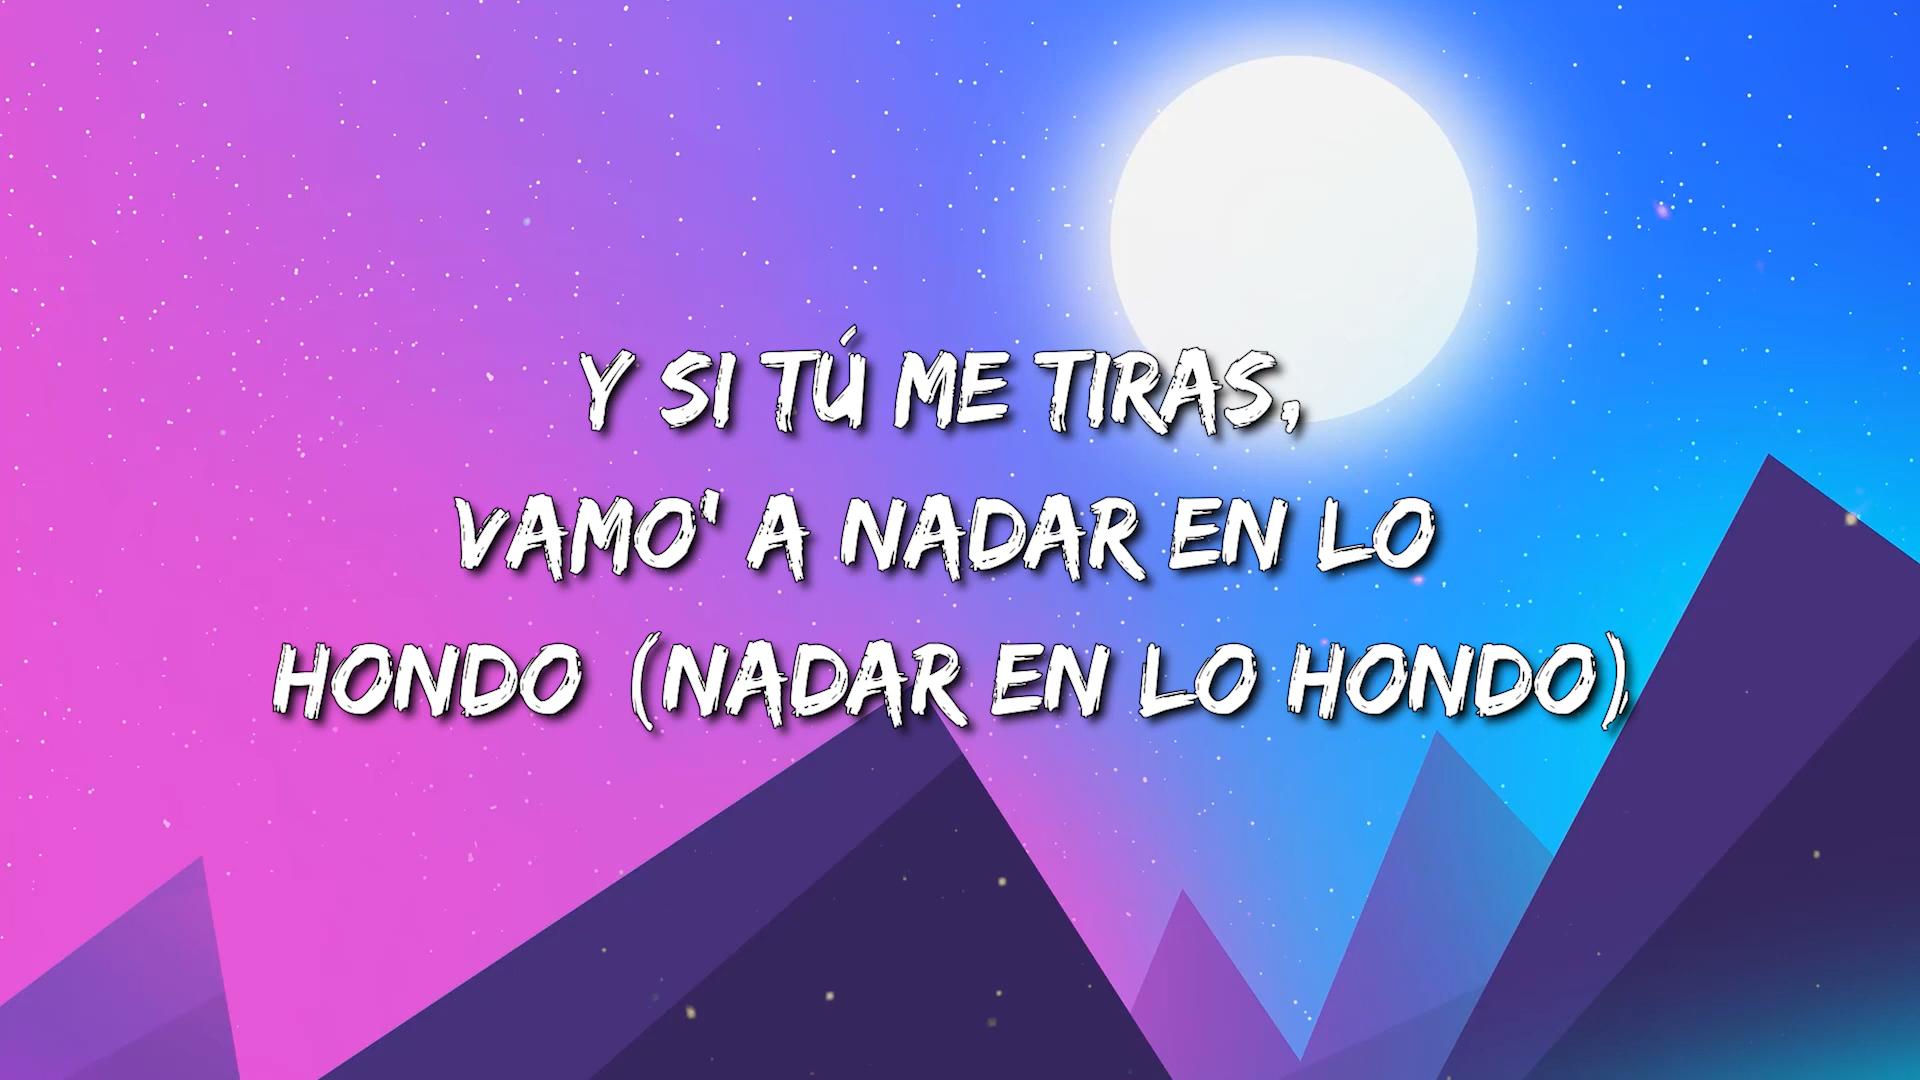 Y SI TÚ ME TIRAS,
VAMO' A NADAR EN LO
HONDO (NADAR EN LO HONDO)